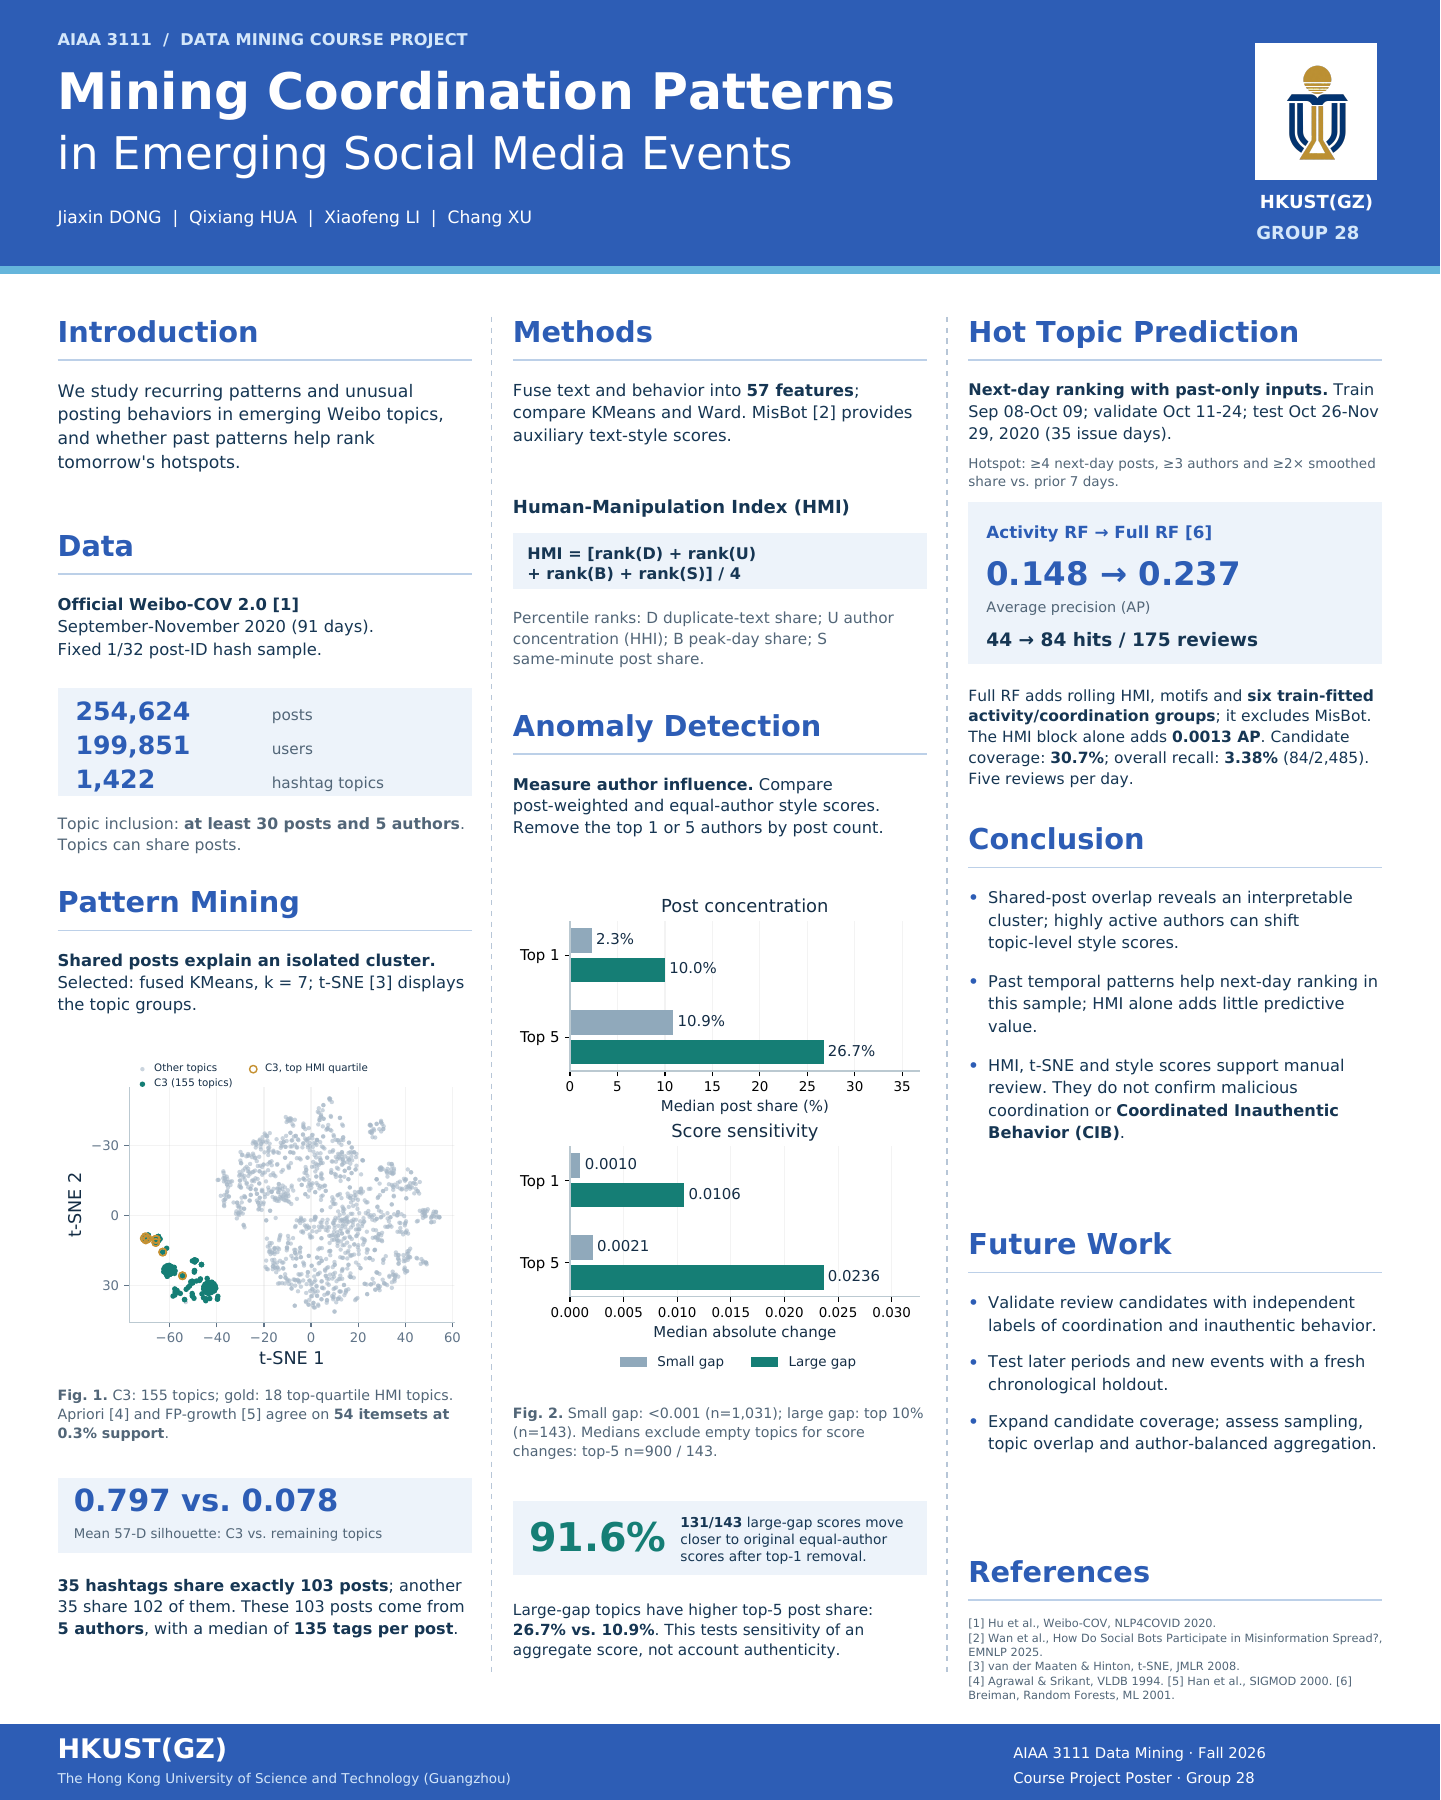 AIAA 3111 / DATA MINING COURSE PROJECT
Mining Coordination Patterns
in Emerging Social Media Events
Jiaxin DONG | Qixiang HUA | Xiaofeng LI | Chang XU
HKUST(GZ)
GROUP 28
Introduction
We study recurring patterns and unusual
posting behaviors in emerging Weibo topics,
and whether past patterns help rank
tomorrow's hotspots.
Data
Official Weibo-COV 2.0 [1]
September-November 2020 (91 days).
Fixed 1/32 post-ID hash sample.
254,624 posts
199,851 users
1,422 hashtag topics
Topic inclusion: at least 30 posts and 5 authors.
Topics can share posts.
Pattern Mining
Shared posts explain an isolated cluster.
Selected: fused KMeans, k = 7; t-SNE [3] displays
the topic groups.
Other topics C3, top HMI quartile
C3 (155 topics)
−30
0
30
t-SNE 2
−60 −40 −20 0 20 40 60
t-SNE 1
Fig. 1. C3: 155 topics; gold: 18 top-quartile HMI topics.
Apriori [4] and FP-growth [5] agree on 54 itemsets at
0.3% support.
0.797 vs. 0.078
Mean 57-D silhouette: C3 vs. remaining topics
35 hashtags share exactly 103 posts; another
35 share 102 of them. These 103 posts come from
5 authors, with a median of 135 tags per post.
Methods
Fuse text and behavior into 57 features;
compare KMeans and Ward. MisBot [2] provides
auxiliary text-style scores.
Human-Manipulation Index (HMI)
HMI = [rank(D) + rank(U)
+ rank(B) + rank(S)] / 4
Percentile ranks: D duplicate-text share; U author
concentration (HHI); B peak-day share; S
same-minute post share.
Anomaly Detection
Measure author influence. Compare
post-weighted and equal-author style scores.
Remove the top 1 or 5 authors by post count.
Post concentration
Top 1 2.3%
10.0%
Top 5 10.9%
26.7%
0 5 10 15 20 25 30 35
Median post share (%)
Score sensitivity
Top 1 0.0010
0.0106
Top 5 0.0021
0.0236
0.000 0.005 0.010 0.015 0.020 0.025 0.030
Median absolute change
Small gap Large gap
Fig. 2. Small gap: <0.001 (n=1,031); large gap: top 10%
(n=143). Medians exclude empty topics for score
changes: top-5 n=900 / 143.
91.6%
131/143 large-gap scores move
closer to original equal-author
scores after top-1 removal.
Large-gap topics have higher top-5 post share:
26.7% vs. 10.9%. This tests sensitivity of an
aggregate score, not account authenticity.
Hot Topic Prediction
Next-day ranking with past-only inputs. Train
Sep 08-Oct 09; validate Oct 11-24; test Oct 26-Nov
29, 2020 (35 issue days).
Hotspot: ≥4 next-day posts, ≥3 authors and ≥2× smoothed
share vs. prior 7 days.
Activity RF → Full RF [6]
0.148 → 0.237
Average precision (AP)
44 → 84 hits / 175 reviews
Full RF adds rolling HMI, motifs and six train-fitted
activity/coordination groups; it excludes MisBot.
The HMI block alone adds 0.0013 AP. Candidate
coverage: 30.7%; overall recall: 3.38% (84/2,485).
Five reviews per day.
Conclusion
• Shared-post overlap reveals an interpretable
cluster; highly active authors can shift
topic-level style scores.
• Past temporal patterns help next-day ranking in
this sample; HMI alone adds little predictive
value.
• HMI, t-SNE and style scores support manual
review. They do not confirm malicious
coordination or Coordinated Inauthentic
Behavior (CIB).
Future Work
• Validate review candidates with independent
labels of coordination and inauthentic behavior.
• Test later periods and new events with a fresh
chronological holdout.
• Expand candidate coverage; assess sampling,
topic overlap and author-balanced aggregation.
References
[1] Hu et al., Weibo-COV, NLP4COVID 2020.
[2] Wan et al., How Do Social Bots Participate in Misinformation Spread?,
EMNLP 2025.
[3] van der Maaten & Hinton, t-SNE, JMLR 2008.
[4] Agrawal & Srikant, VLDB 1994. [5] Han et al., SIGMOD 2000. [6]
Breiman, Random Forests, ML 2001.
HKUST(GZ)
The Hong Kong University of Science and Technology (Guangzhou)
AIAA 3111 Data Mining · Fall 2026
Course Project Poster · Group 28